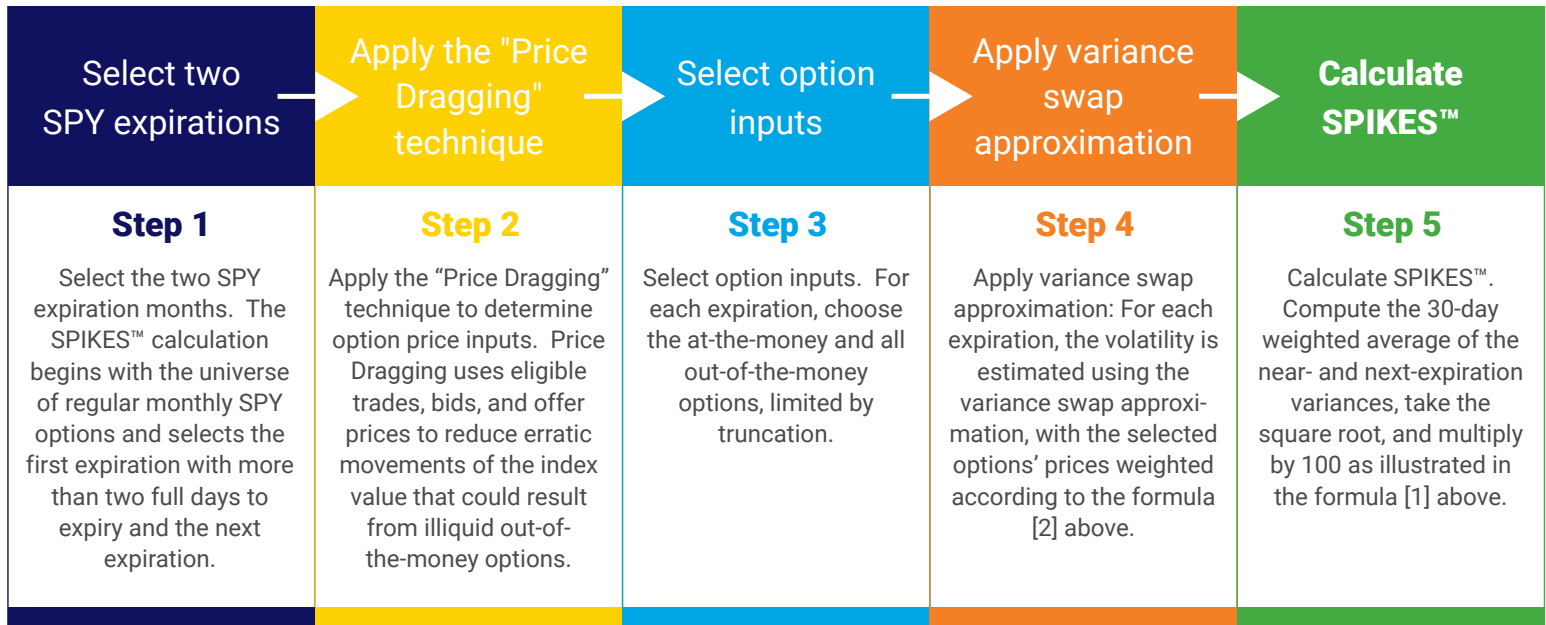 Select two
SPY expirations
Apply the "Price
Dragging"
technique
Select option
inputs
Apply variance
swap
approximation
Calculate
SPIKES™
Step 1
Select the two SPY
expiration months.  The
SPIKES™ calculation
begins with the universe
of regular monthly SPY
options and selects the
first expiration with more
than two full days to
expiry and the next
expiration.
Step 2
Apply the “Price Dragging”
technique to determine
option price inputs.  Price
Dragging uses eligible
trades, bids, and offer
prices to reduce erratic
movements of the index
value that could result
from illiquid out-of-
the-money options.
Step 3
Select option inputs.  For
each expiration, choose
the at-the-money and all
out-of-the-money
options, limited by
truncation.
Step 4
Apply variance swap
approximation: For each
expiration, the volatility is
estimated using the
variance swap approxi-
mation, with the selected
options’ prices weighted
according to the formula
[2] above.
Step 5
Calculate SPIKES™.
Compute the 30-day
weighted average of the
near- and next-expiration
variances, take the
square root, and multiply
by 100 as illustrated in
the formula [1] above.